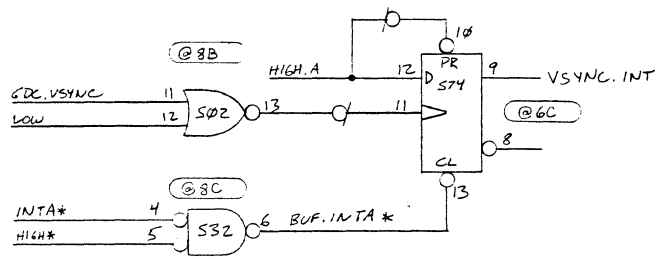 10
@8B
HIGH.A
12
D
PR
S74
9
VSYNC.INT
GDC.VSYNC
11
LOW
12
S02
13
11
@6C
8
CL
13
@8C
INTA*
4
HIGH*
5
S32
6
BUF.INTA*